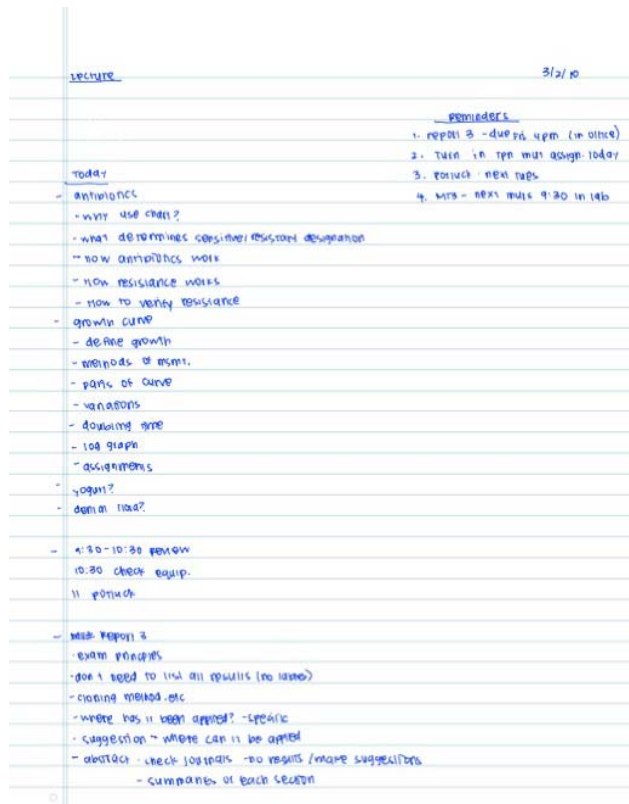 Lecture
3/2/10
Reminders
1. report 3 - due fri 4pm (in office)
2. Turn in rpn mut assign. today
3. Potluck - next tues
4. MT3 - next thurs 9:30 in lab
Today
- antibiotics
- why use chart?
- what determines sensitive/resistant designation
- how antibiotics work
- how resistance works
- how to verify resistance
- growth curve
- define growth
- methods of msmt.
- parts of curve
- variations
- doubling time
- log graph
- assignments
- yogurt?
- flora?
- 9:30-10:30 review
10:30 check equip.
11 potluck
- Report 3
- exam principles
- don't need to list all results (no tables)
- cloning method, etc
- where has it been applied? - specific
- suggestion - where can it be applied
- abstract - check journals - no results / make suggestions
- summaries of each section